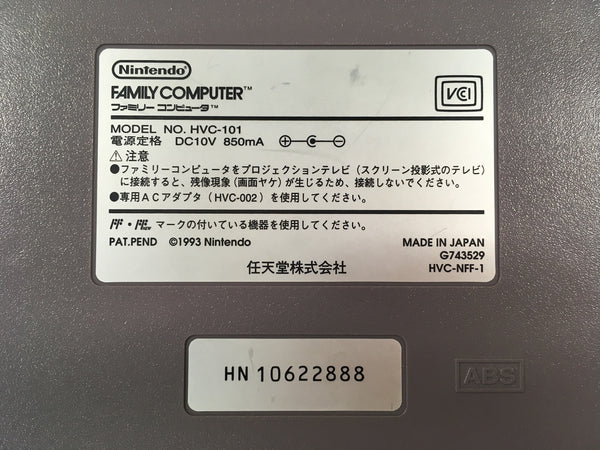 Nintendo
FAMILY COMPUTER™
ファミリー コンピュータ™
VCI
MODEL NO. HVC-101
電源定格 DC10V 850mA
⚠注意
●ファミリーコンピュータをプロジェクションテレビ（スクリーン投影式のテレビ）
に接続すると、残像現象（画面ヤケ）が生じるため、接続しないでください。
●専用ACアダプタ（HVC-002）を使用してください。
FF・FF NEW マークの付いている機器を使用してください。
PAT.PEND ©1993 Nintendo
MADE IN JAPAN
G743529
HVC-NFF-1
任天堂株式会社
HN 10622888
ABS